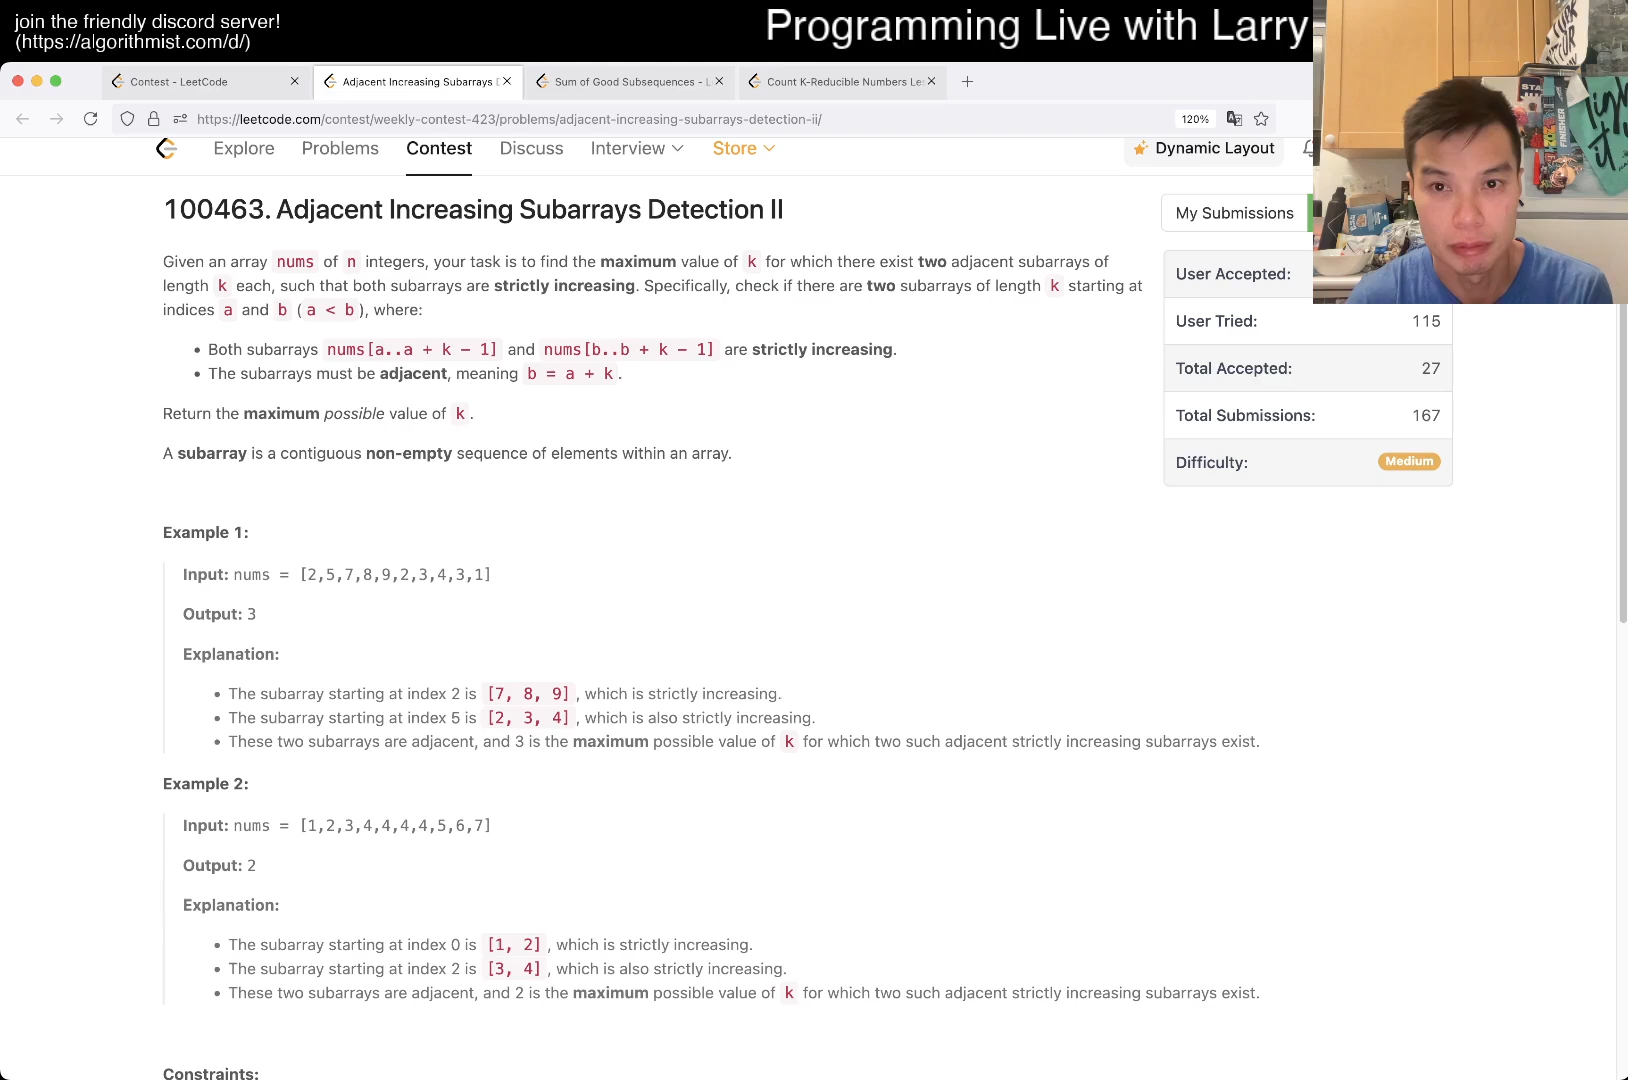 join the friendly discord server!
(https://algorithmist.com/d/)
Programming Live with Larry
Contest - LeetCode
Adjacent Increasing Subarrays D
Sum of Good Subsequences - L
Count K-Reducible Numbers Le
https://leetcode.com/contest/weekly-contest-423/problems/adjacent-increasing-subarrays-detection-ii/
120%
Explore
Problems
Contest
Discuss
Interview
Store
Dynamic Layout
100463. Adjacent Increasing Subarrays Detection II
My Submissions
Given an array nums of n integers, your task is to find the maximum value of k for which there exist two adjacent subarrays of
length k each, such that both subarrays are strictly increasing. Specifically, check if there are two subarrays of length k starting at
indices a and b (a < b), where:
• Both subarrays nums[a..a + k - 1] and nums[b..b + k - 1] are strictly increasing.
• The subarrays must be adjacent, meaning b = a + k.
Return the maximum possible value of k.
A subarray is a contiguous non-empty sequence of elements within an array.
User Accepted:
User Tried: 115
Total Accepted: 27
Total Submissions: 167
Difficulty: Medium
Example 1:
Input: nums = [2,5,7,8,9,2,3,4,3,1]
Output: 3
Explanation:
• The subarray starting at index 2 is [7, 8, 9], which is strictly increasing.
• The subarray starting at index 5 is [2, 3, 4], which is also strictly increasing.
• These two subarrays are adjacent, and 3 is the maximum possible value of k for which two such adjacent strictly increasing subarrays exist.
Example 2:
Input: nums = [1,2,3,4,4,4,4,5,6,7]
Output: 2
Explanation:
• The subarray starting at index 0 is [1, 2], which is strictly increasing.
• The subarray starting at index 2 is [3, 4], which is also strictly increasing.
• These two subarrays are adjacent, and 2 is the maximum possible value of k for which two such adjacent strictly increasing subarrays exist.
Constraints:
FINISHER